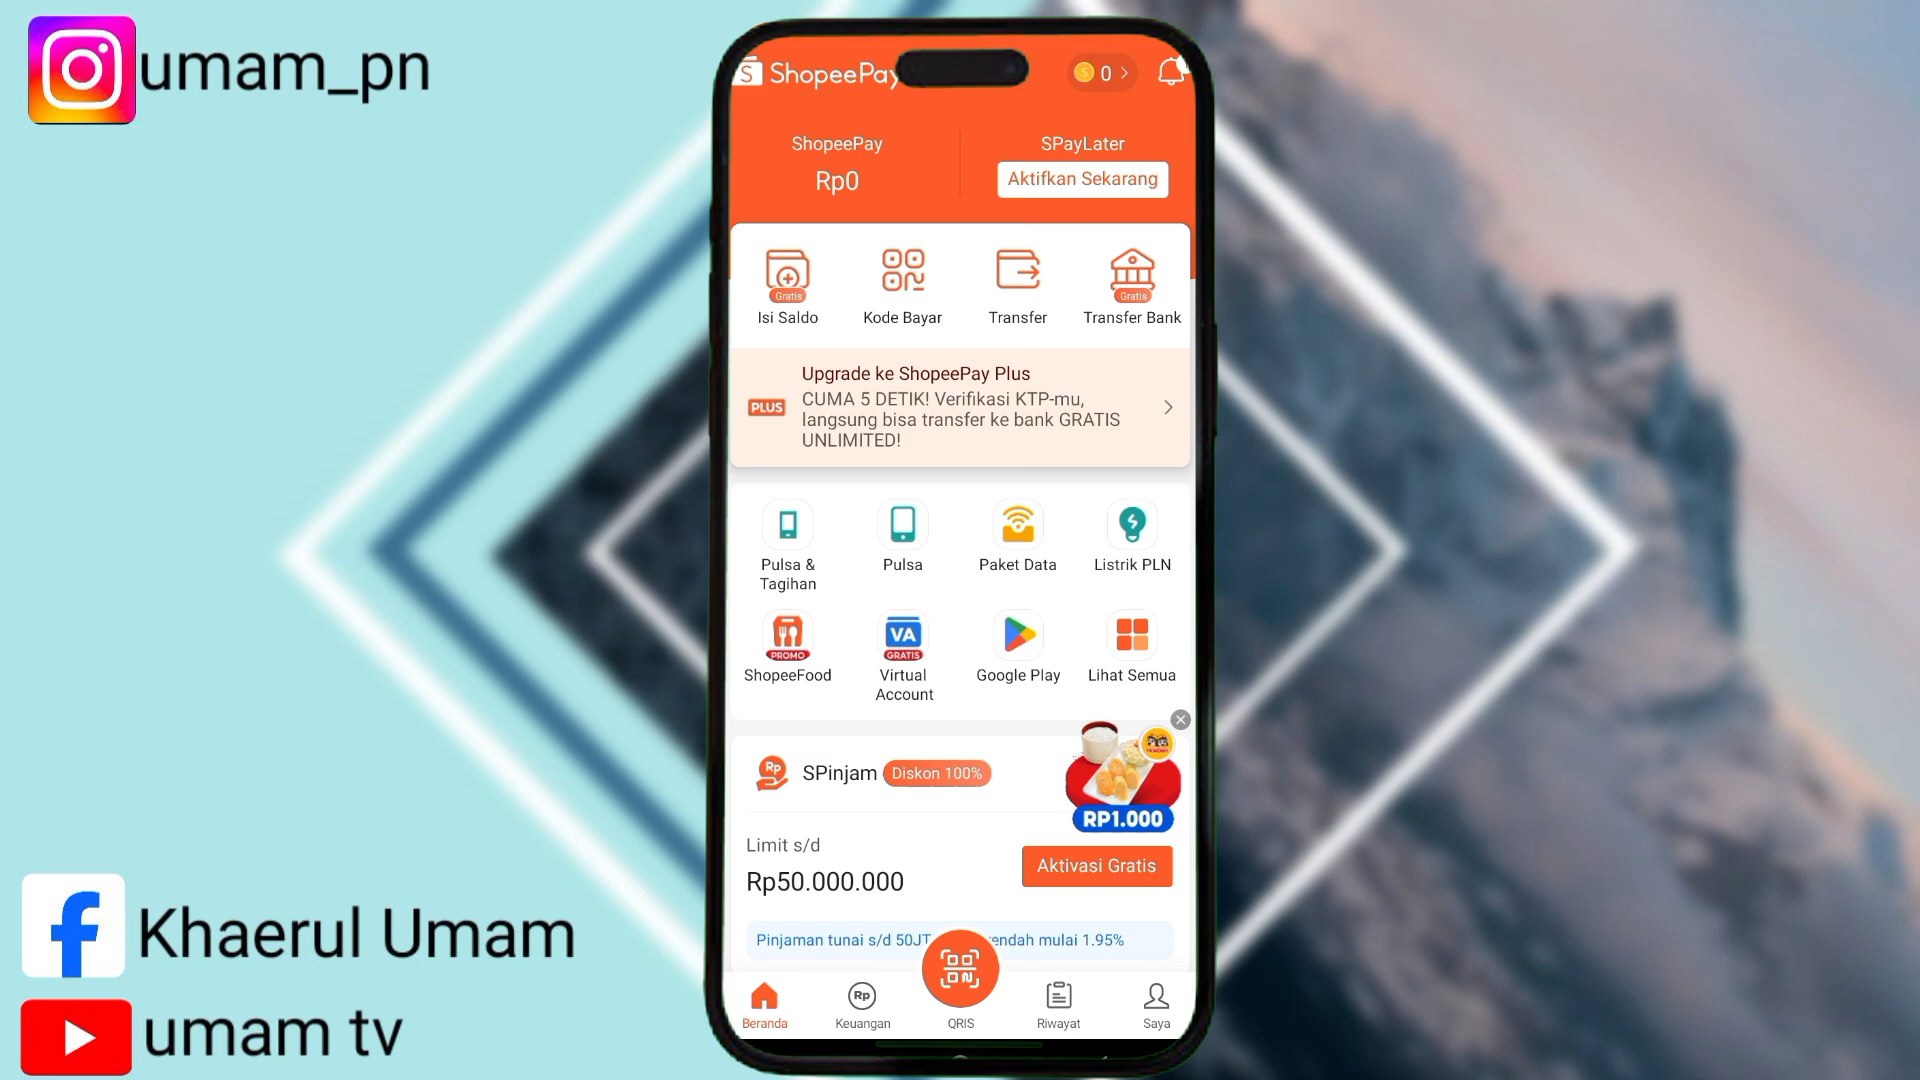 umam_pn
ShopeePay
0
ShopeePay
SPayLater
Rp0
Aktifkan Sekarang
Gratis
Gratis
Isi Saldo
Kode Bayar
Transfer
Transfer Bank
PLUS
Upgrade ke ShopeePay Plus
CUMA 5 DETIK! Verifikasi KTP-mu,
langsung bisa transfer ke bank GRATIS
UNLIMITED!
Pulsa &
Tagihan
Pulsa
Paket Data
Listrik PLN
PROMO
VA
GRATIS
ShopeeFood
Virtual
Account
Google Play
Lihat Semua
Rp
SPinjam
Diskon 100%
HokBen
RP1.000
Limit s/d
Rp50.000.000
Aktivasi Gratis
Pinjaman tunai s/d 50JT
endah mulai 1.95%
Rp
Beranda
Keuangan
QRIS
Riwayat
Saya
Khaerul Umam
umam tv